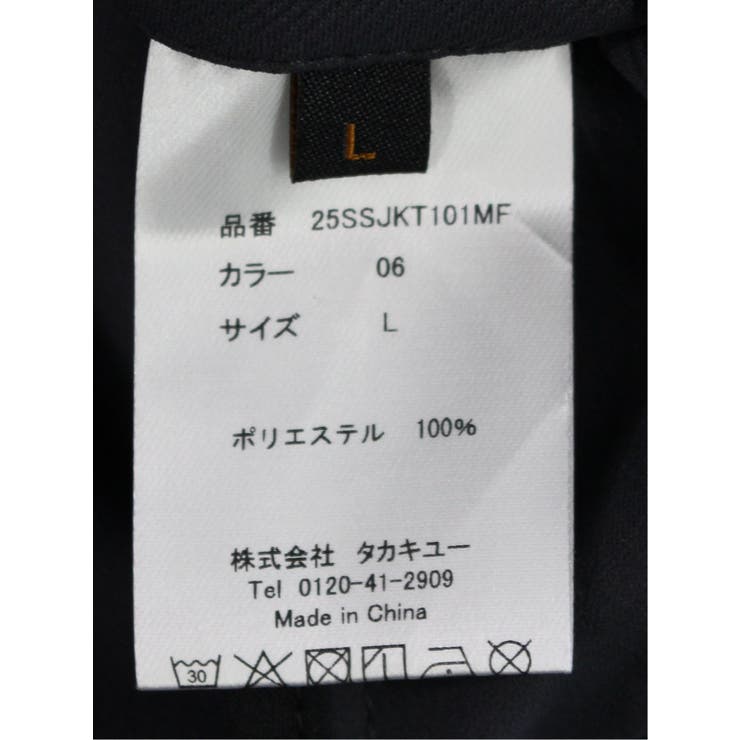 L
品番 25SSJKT101MF
カラー 06
サイズ L
ポリエステル 100%
株式会社 タカキュー
Tel 0120-41-2909
Made in China
30